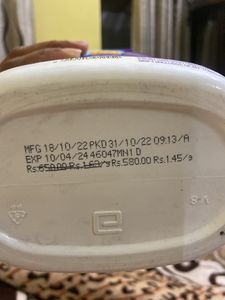 MFG 18/10/22 PKD 31/10/22 09:13/A
EXP 10/04/24 46047MN1 D
Rs.650.00 Rs.1.63/g Rs.580.00 Rs.1.45/g